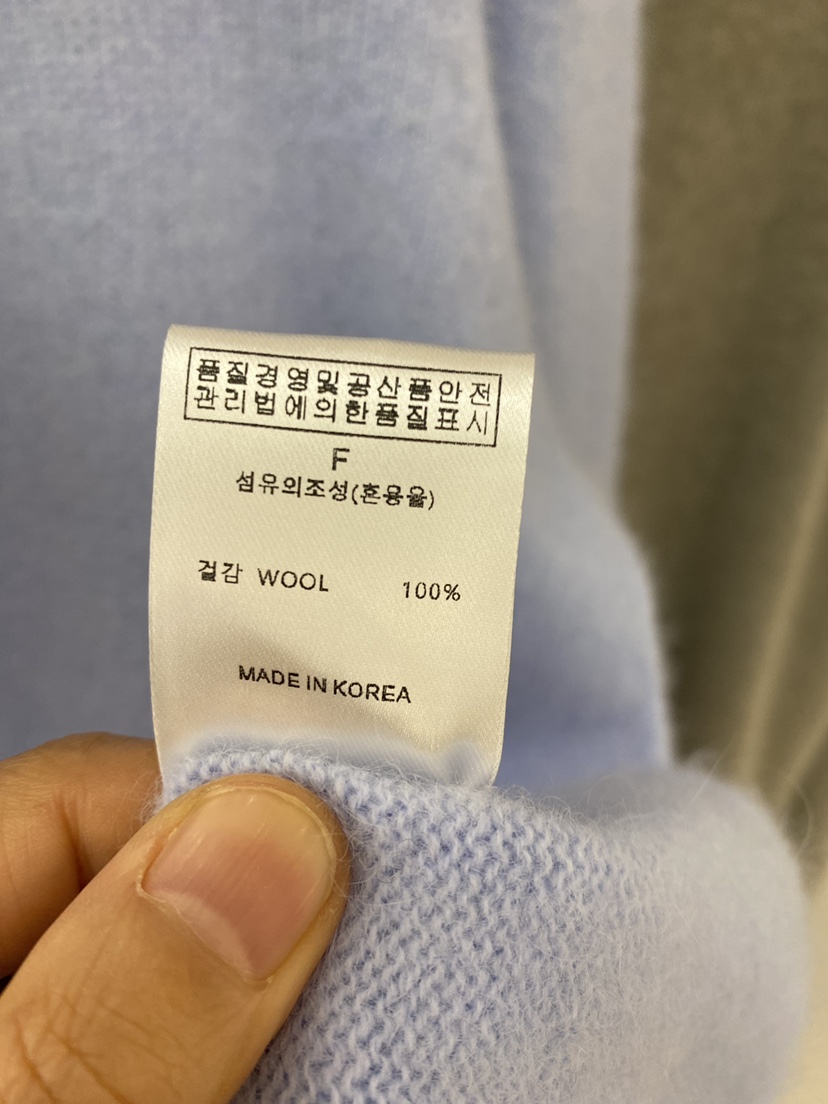 품질경영및공산품안전
관리법에의한품질표시
F
섬유의조성(혼용율)
겉감 WOOL 100%
MADE IN KOREA